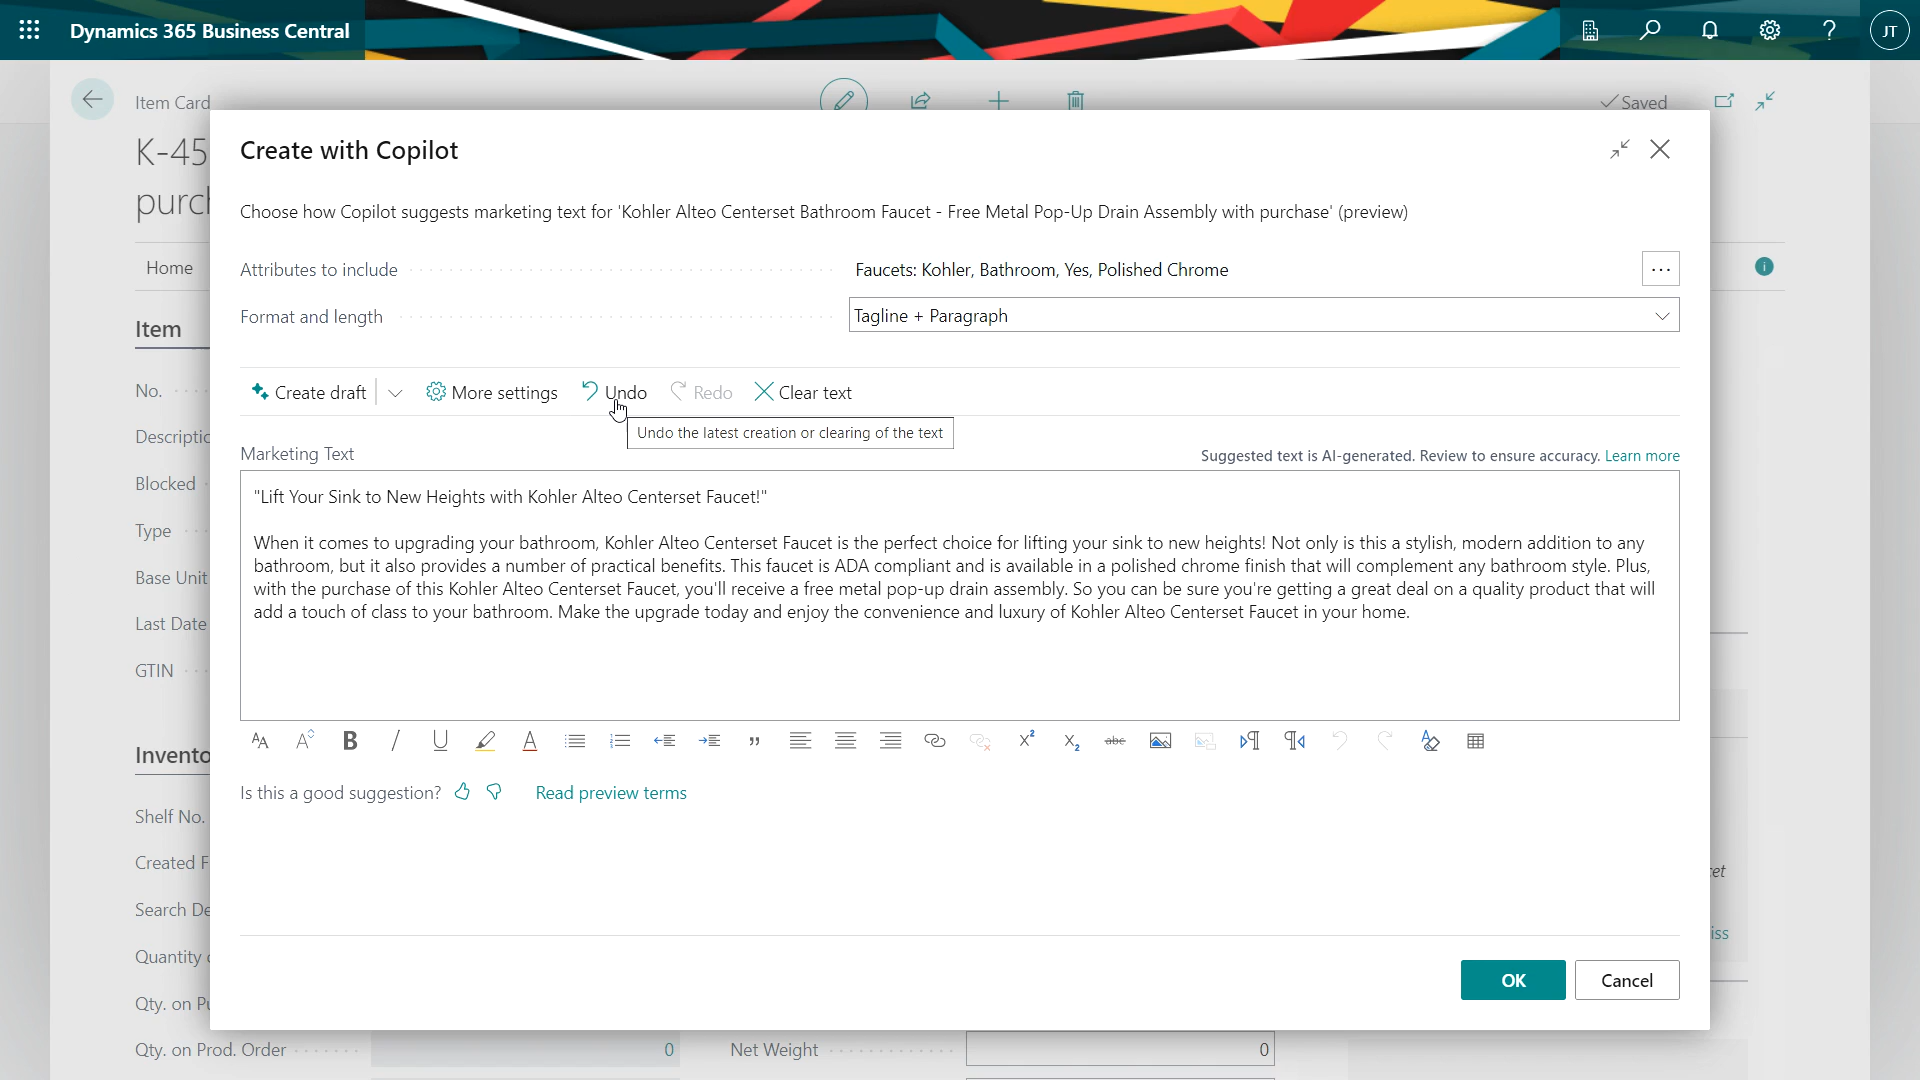 Dynamics 365 Business Central
JT
Item Card
Saved
K-45
purch
Create with Copilot
Choose how Copilot suggests marketing text for 'Kohler Alteo Centerset Bathroom Faucet - Free Metal Pop-Up Drain Assembly with purchase' (preview)
Home
Attributes to include
Faucets: Kohler, Bathroom, Yes, Polished Chrome
Format and length
Tagline + Paragraph
Item
No.
Create draft
More settings
Undo
Redo
Clear text
Undo the latest creation or clearing of the text
Descriptio
Marketing Text
Suggested text is AI-generated. Review to ensure accuracy. Learn more
Blocked
"Lift Your Sink to New Heights with Kohler Alteo Centerset Faucet!"
Type
When it comes to upgrading your bathroom, Kohler Alteo Centerset Faucet is the perfect choice for lifting your sink to new heights! Not only is this a stylish, modern addition to any
bathroom, but it also provides a number of practical benefits. This faucet is ADA compliant and is available in a polished chrome finish that will complement any bathroom style. Plus,
with the purchase of this Kohler Alteo Centerset Faucet, you'll receive a free metal pop-up drain assembly. So you can be sure you're getting a great deal on a quality product that will
add a touch of class to your bathroom. Make the upgrade today and enjoy the convenience and luxury of Kohler Alteo Centerset Faucet in your home.
Base Unit
Last Date
GTIN
Invento
Is this a good suggestion?
Read preview terms
Shelf No.
Created F
Search De
Quantity
Qty. on Pu
cet
iss
OK
Cancel
Qty. on Prod. Order
0
Net Weight
0